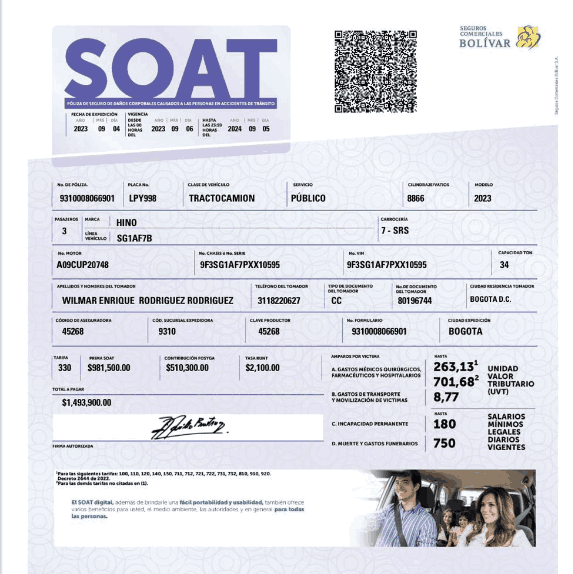 SOAT
PÓLIZA DE SEGURO DE DAÑOS CORPORALES CAUSADOS A LAS PERSONAS EN ACCIDENTES DE TRÁNSITO
FECHA DE EXPEDICIÓN VIGENCIA
AÑO MES DÍA DESDE LAS 00 HORAS DEL AÑO MES DÍA HASTA LAS 23:59 HORAS DEL AÑO MES DÍA
2023 09 04 2023 09 06 2024 09 05
SEGUROS
COMERCIALES
BOLÍVAR
Seguros Comerciales Bolívar S.A.
No. DE PÓLIZA PLACA No. CLASE DE VEHÍCULO SERVICIO CILINDRAJE/VATIOS MODELO
9310008066901 LPY998 TRACTOCAMION PÚBLICO 8866 2023
PASAJEROS MARCA HINO CARROCERÍA
3 LÍNEA VEHÍCULO SG1AF7B 7 - SRS
No. MOTOR No. CHASIS ó No. SERIE No. VIN CAPACIDAD TON
A09CUP20748 9F3SG1AF7PXX10595 9F3SG1AF7PXX10595 34
APELLIDOS Y NOMBRES DEL TOMADOR TELÉFONO DEL TOMADOR TIPO DE DOCUMENTO DEL TOMADOR No. DE DOCUMENTO DEL TOMADOR CIUDAD RESIDENCIA TOMADOR
WILMAR ENRIQUE RODRIGUEZ RODRIGUEZ 3118220627 CC 80196744 BOGOTA D.C.
CÓDIGO DE ASEGURADORA CÓD. SUCURSAL EXPEDIDORA CLAVE PRODUCTOR No. FORMULARIO CIUDAD EXPEDICIÓN
45268 9310 45268 9310008066901 BOGOTA
TARIFA PRIMA SOAT CONTRIBUCIÓN FOSYGA TASA RUNT
330 $981,500.00 $510,300.00 $2,100.00
TOTAL A PAGAR
$1,493,900.00
AMPAROS POR VICTIMA HASTA
A. GASTOS MÉDICOS QUIRÚRGICOS, FARMACÉUTICOS Y HOSPITALARIOS 263,13¹
701,68²
B. GASTOS DE TRANSPORTE Y MOVILIZACIÓN DE VICTIMAS 8,77
UNIDAD
VALOR
TRIBUTARIO
(UVT)
HASTA
C. INCAPACIDAD PERMANENTE 180
D. MUERTE Y GASTOS FUNERARIOS 750
SALARIOS
MÍNIMOS
LEGALES
DIARIOS
VIGENTES
FIRMA AUTORIZADA
¹Para las siguientes tarifas: 100, 110, 120, 140, 150, 711, 712, 721, 722, 731, 732, 810, 910, 920.
Decreto 2644 de 2022.
²Para las demás tarifas no citadas en (1).
El SOAT digital, además de brindarle una fácil portabilidad y usabilidad, también ofrece
varios beneficios para usted, el medio ambiente, las autoridades y en general para todas
las personas.